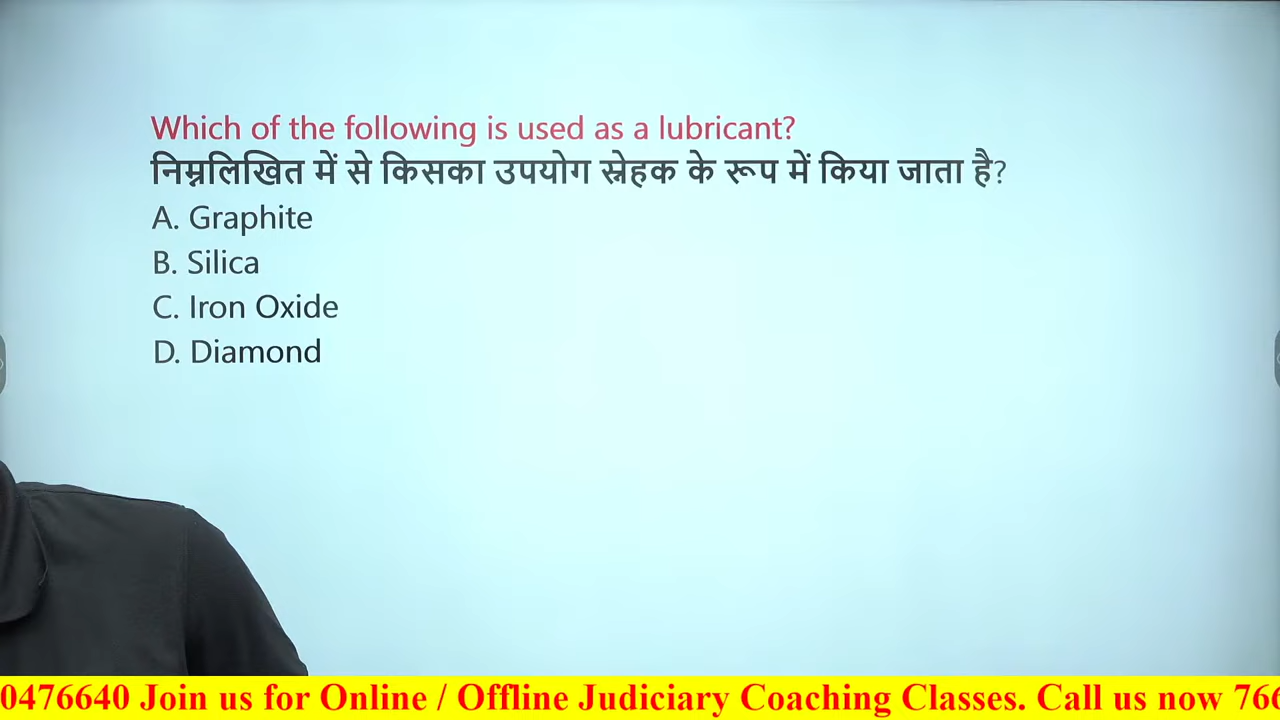 Which of the following is used as a lubricant?
निम्नलिखित में से किसका उपयोग स्नेहक के रूप में किया जाता है?
A. Graphite
B. Silica
C. Iron Oxide
D. Diamond
0476640 Join us for Online / Offline Judiciary Coaching Classes. Call us now 766